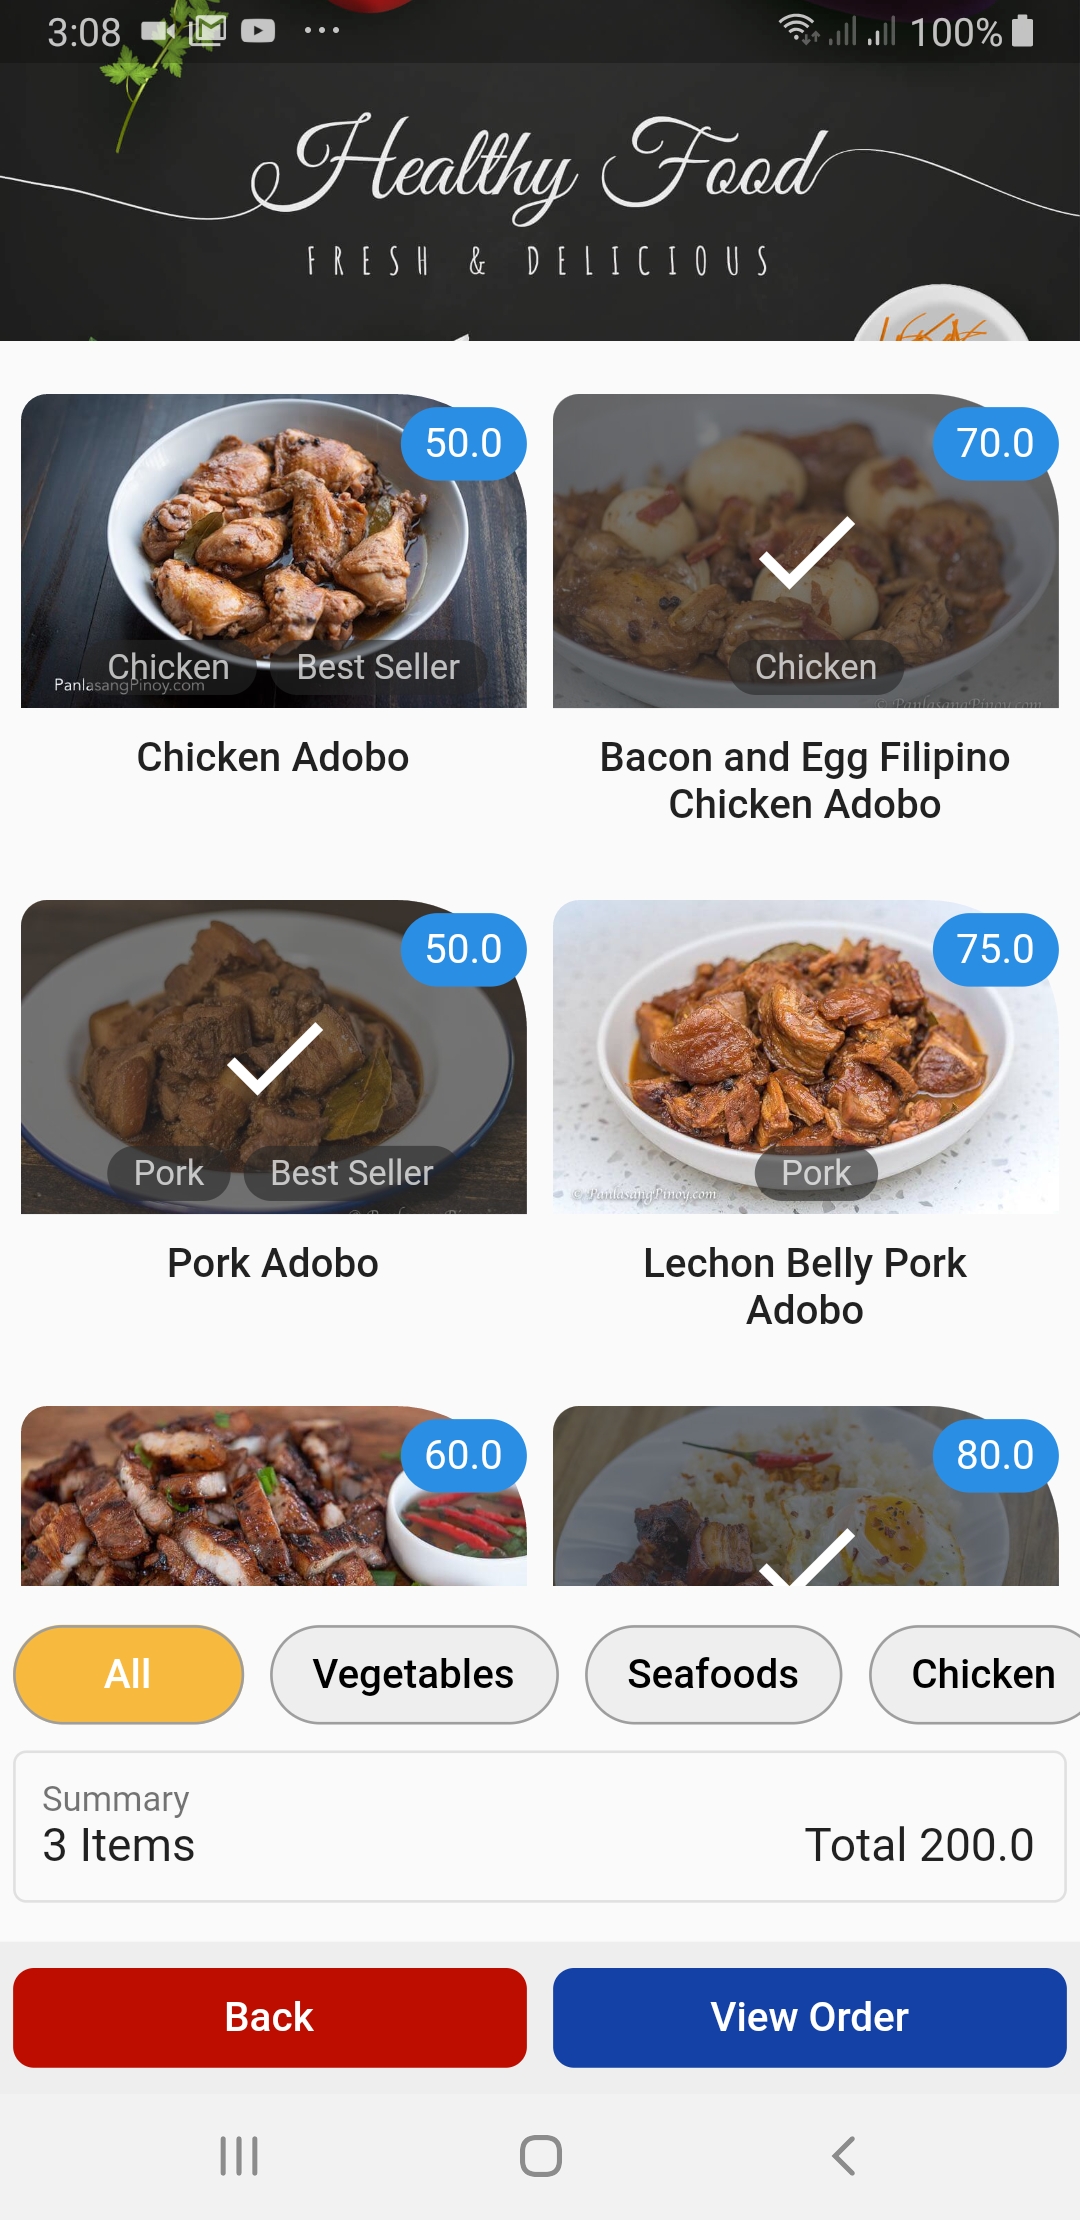 3:08
100%
Healthy Food
FRESH & DELICIOUS
50.0
70.0
Chicken
Best Seller
PanlasangPinoy.com
Chicken
© PanlasangPinoy.com
Chicken Adobo
Bacon and Egg Filipino
Chicken Adobo
50.0
75.0
Pork
Best Seller
Pork
© PanlasangPinoy.com
Pork Adobo
Lechon Belly Pork
Adobo
60.0
80.0
All
Vegetables
Seafoods
Chicken
Summary
3 Items
Total 200.0
Back
View Order